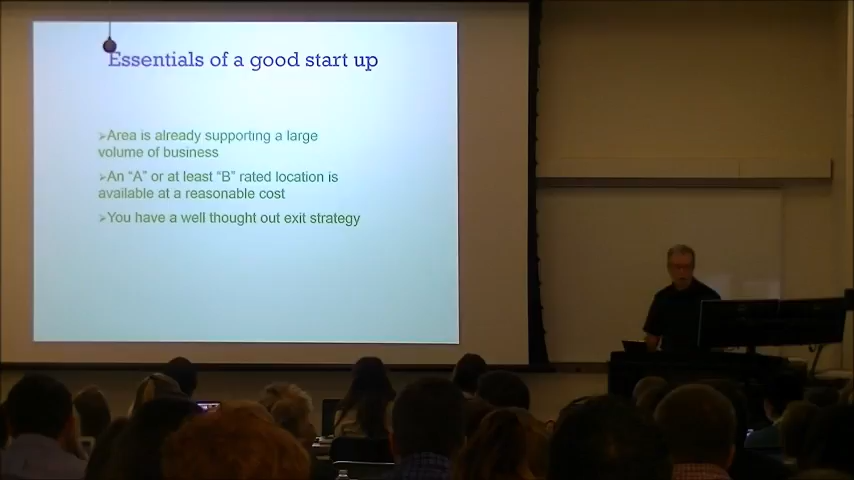 Essentials of a good start up
➢Area is already supporting a large
volume of business
➢An “A” or at least “B” rated location is
available at a reasonable cost
➢You have a well thought out exit strategy